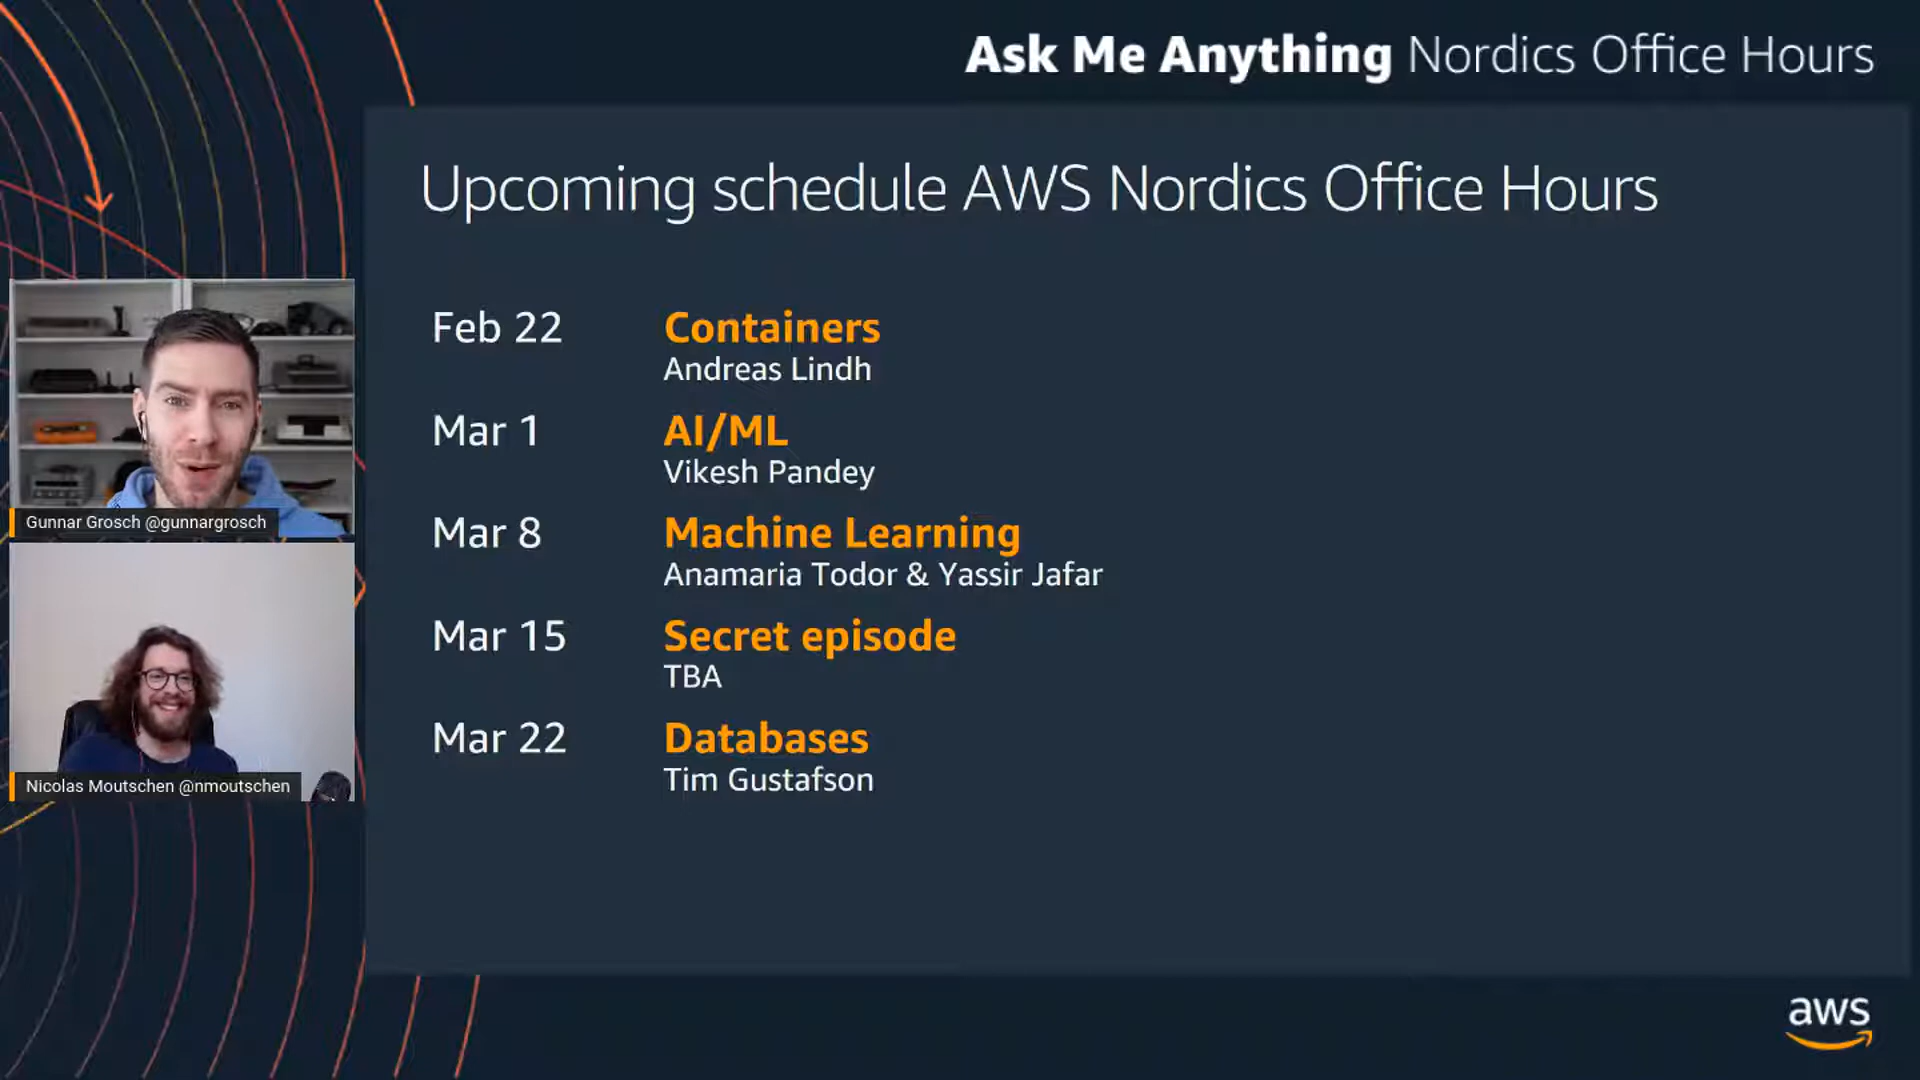 Ask Me Anything Nordics Office Hours
Upcoming schedule AWS Nordics Office Hours
Feb 22 Containers
Andreas Lindh
Mar 1 AI/ML
Vikesh Pandey
Mar 8 Machine Learning
Anamaria Todor & Yassir Jafar
Mar 15 Secret episode
TBA
Mar 22 Databases
Tim Gustafson
Gunnar Grosch @gunnargrosch
Nicolas Moutschen @nmoutschen
aws